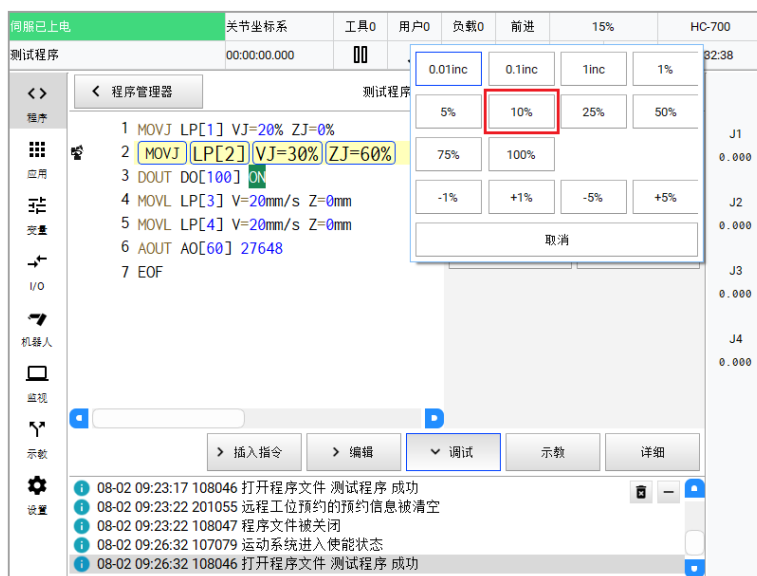 伺服已上电 关节坐标系 工具0 用户0 负载0 前进 15% HC-700
测试程序 00:00:00.000 32:38
程序
应用
变量
I/O
机器人
监视
示教
设置
程序管理器 测试程序
1 MOVJ LP[1] VJ=20% ZJ=0%
2 MOVJ LP[2] VJ=30% ZJ=60%
3 DOUT DO[100] ON
4 MOVL LP[3] V=20mm/s Z=0mm
5 MOVL LP[4] V=20mm/s Z=0mm
6 AOUT AO[60] 27648
7 EOF
0.01inc 0.1inc 1inc 1%
5% 10% 25% 50%
75% 100%
-1% +1% -5% +5%
取消
J1
0.000
J2
0.000
J3
0.000
J4
0.000
插入指令 编辑 调试 示教 详细
08-02 09:23:17 108046 打开程序文件 测试程序 成功
08-02 09:23:22 201055 远程工位预约的预约信息被清空
08-02 09:23:22 108047 程序文件被关闭
08-02 09:26:32 107079 运动系统进入使能状态
08-02 09:26:32 108046 打开程序文件 测试程序 成功